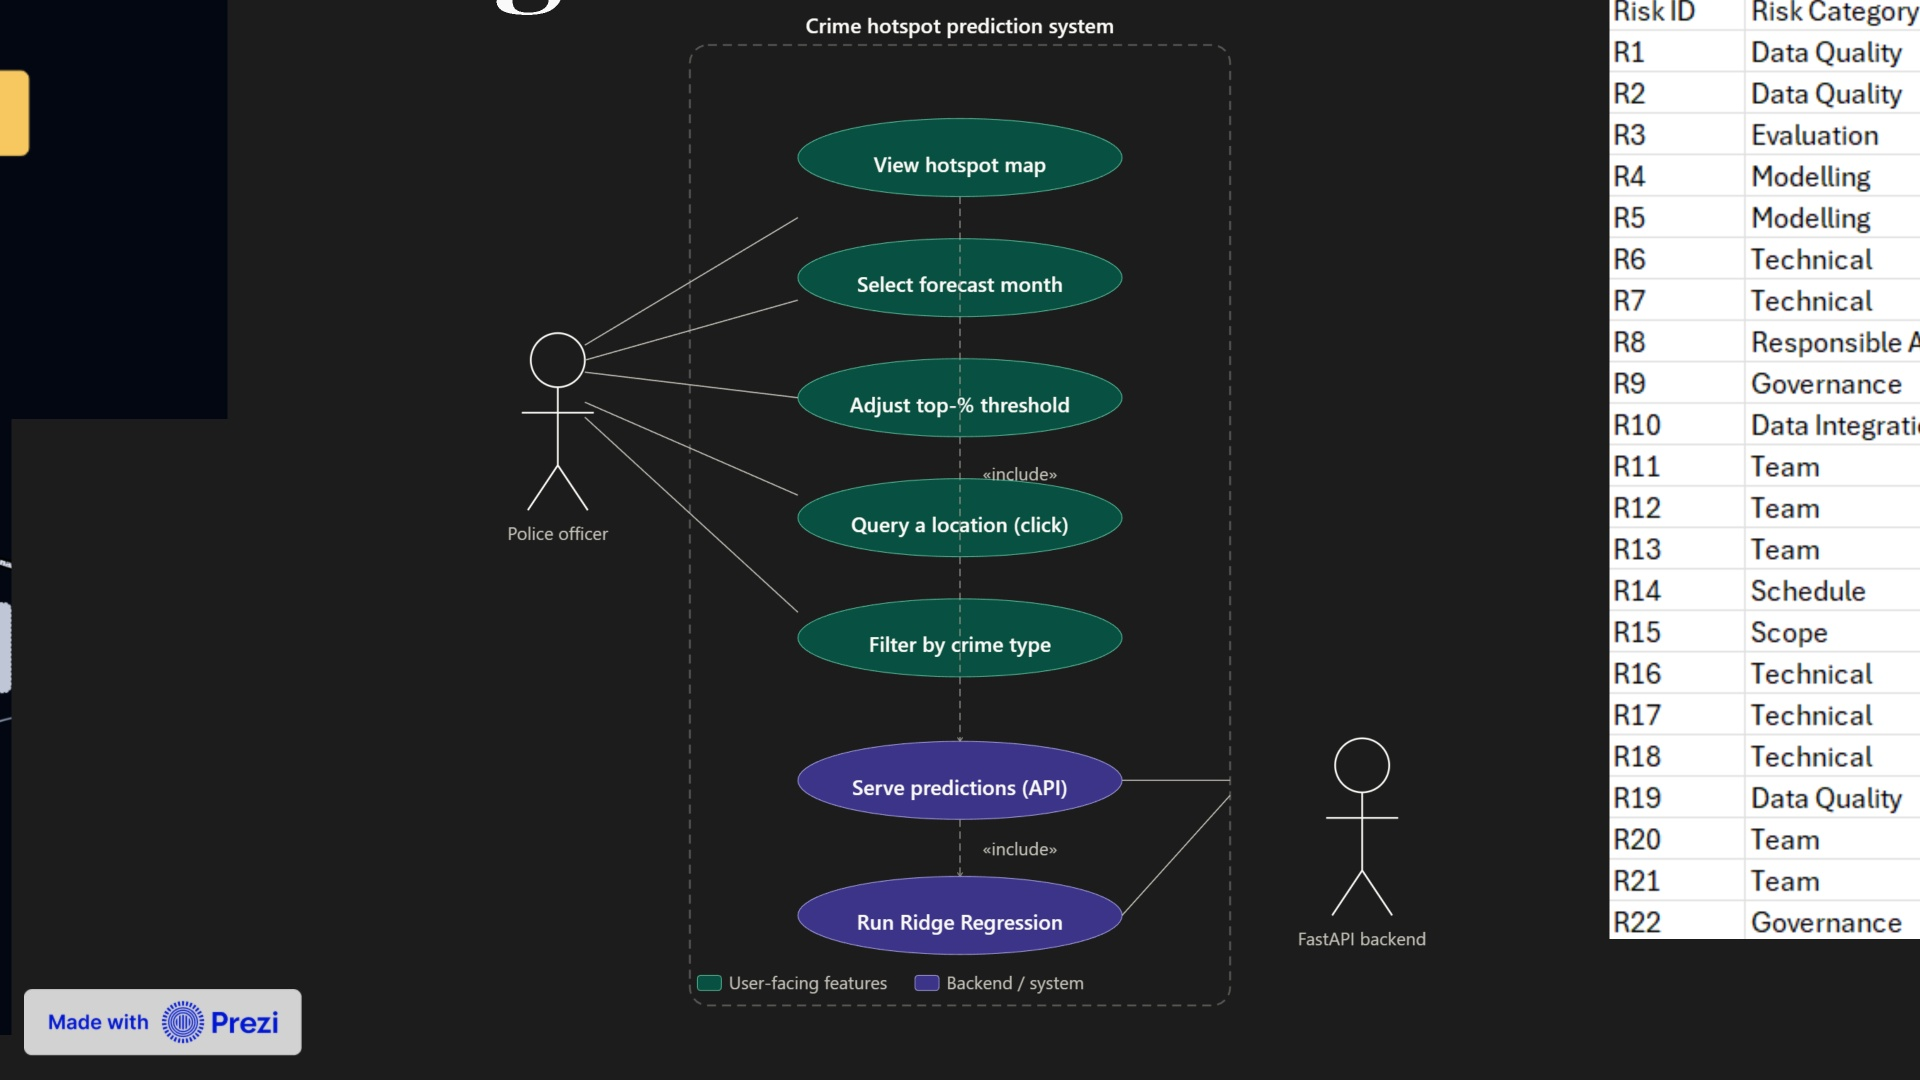 Crime hotspot prediction system
View hotspot map
Select forecast month
Adjust top-% threshold
«include»
Query a location (click)
Filter by crime type
Police officer
Serve predictions (API)
«include»
Run Ridge Regression
FastAPI backend
User-facing features
Backend / system
Made with Prezi
Risk ID Risk Category
R1 Data Quality
R2 Data Quality
R3 Evaluation
R4 Modelling
R5 Modelling
R6 Technical
R7 Technical
R8 Responsible
R9 Governance
R10 Data
R11 Team
R12 Team
R13 Team
R14 Schedule
R15 Scope
R16 Technical
R17 Technical
R18 Technical
R19 Data Quality
R20 Team
R21 Team
R22 Governance